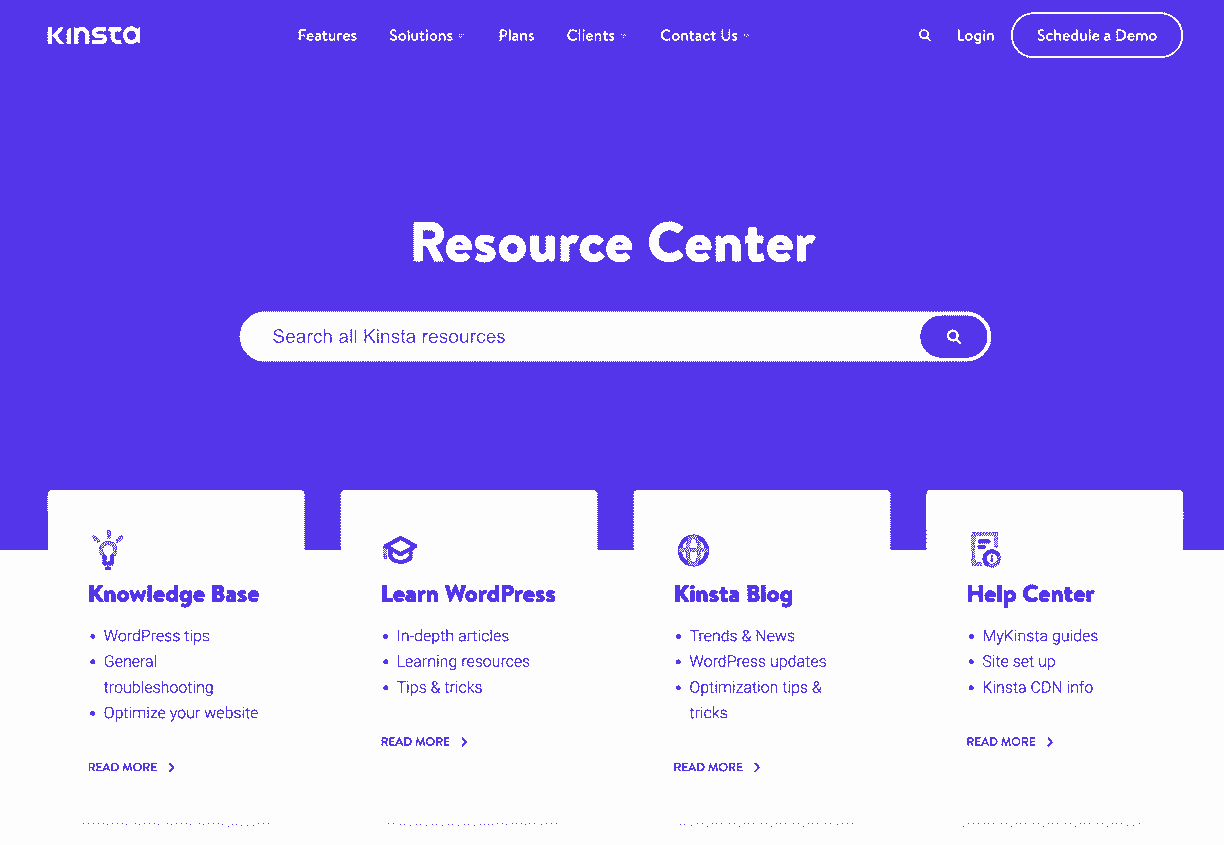 Kinsta
Features
Solutions
Plans
Clients
Contact Us
Login
Schedule a Demo
Resource Center
Search all Kinsta resources
Knowledge Base
• WordPress tips
• General
troubleshooting
• Optimize your website
READ MORE
Learn WordPress
• In-depth articles
• Learning resources
• Tips & tricks
READ MORE
Kinsta Blog
• Trends & News
• WordPress updates
• Optimization tips &
tricks
READ MORE
Help Center
• MyKinsta guides
• Site set up
• Kinsta CDN info
READ MORE